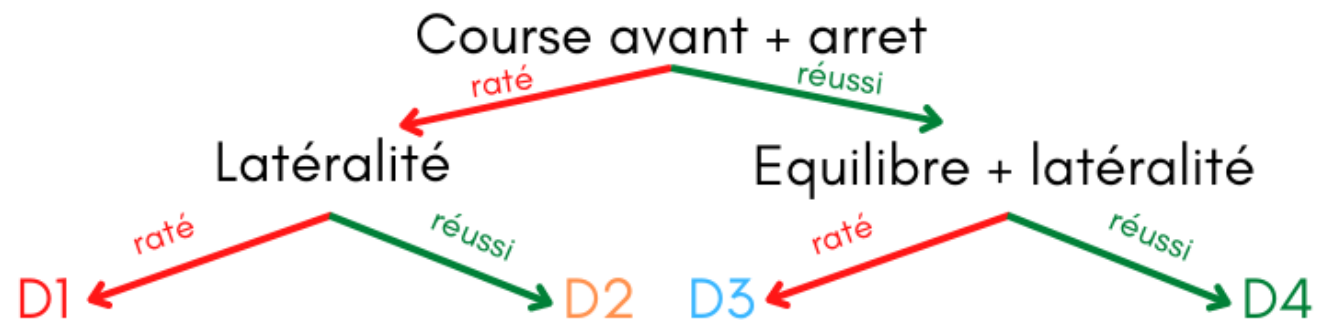 Course avant + arret
raté
réussi
Latéralité
Equilibre + latéralité
raté
réussi
raté
réussi
D1
D2
D3
D4